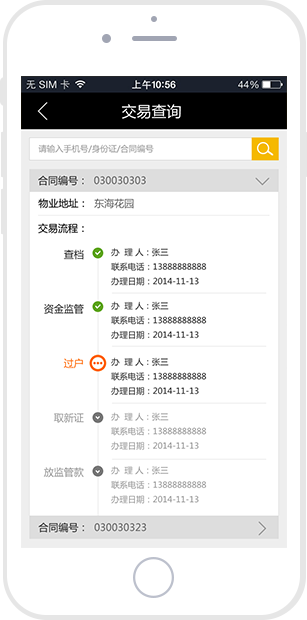 无 SIM 卡 上午10:56 44%
交易查询
请输入手机号/身份证/合同编号
合同编号： 030030303
物业地址： 东海花园
交易流程：
查档
办 理 人：张三
联系电话：13888888888
办理日期：2014-11-13
资金监管
办 理 人：张三
联系电话：13888888888
办理日期：2014-11-13
过户
办 理 人：张三
联系电话：13888888888
办理日期：2014-11-13
取新证
办 理 人：张三
联系电话：13888888888
办理日期：2014-11-13
放监管款
办 理 人：张三
联系电话：13888888888
办理日期：2014-11-13
合同编号： 030030323